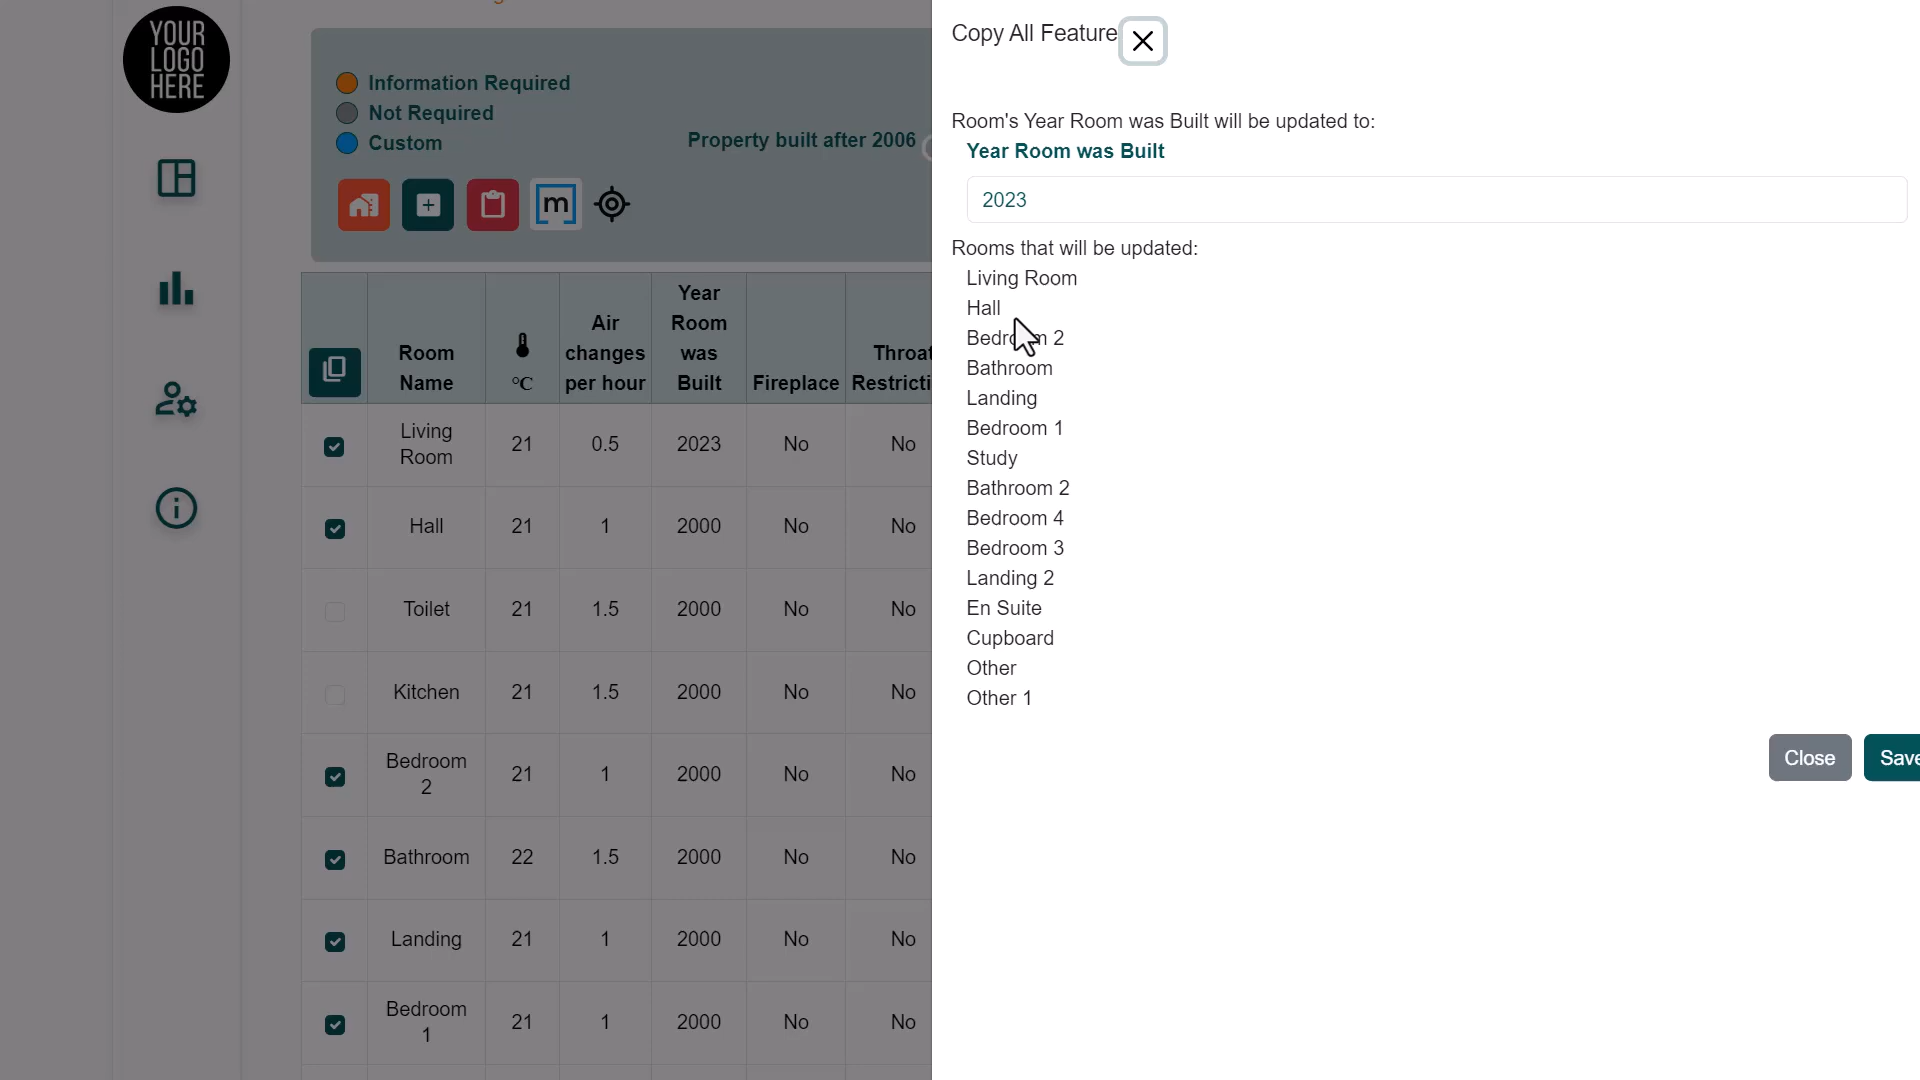 YOUR
LOGO
HERE
Information Required
Not Required
Custom
Property built after 2006
m
Room
Name
°C
Air
changes
per hour
Year
Room
was
Built
Fireplace
Throat
Restricti
Living
Room
21
0.5
2023
No
No
Hall
21
1
2000
No
No
Toilet
21
1.5
2000
No
No
Kitchen
21
1.5
2000
No
No
Bedroom
2
21
1
2000
No
No
Bathroom
22
1.5
2000
No
No
Landing
21
1
2000
No
No
Bedroom
1
21
1
2000
No
No
Copy All Feature
Room's Year Room was Built will be updated to:
Year Room was Built
2023
Rooms that will be updated:
Living Room
Hall
Bedroom 2
Bathroom
Landing
Bedroom 1
Study
Bathroom 2
Bedroom 4
Bedroom 3
Landing 2
En Suite
Cupboard
Other
Other 1
Close
Save